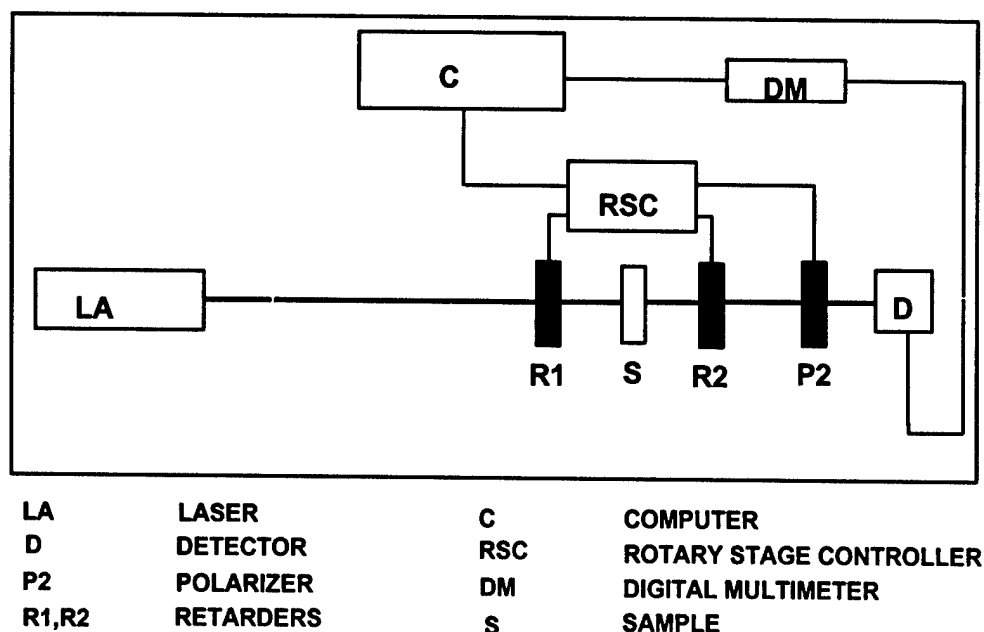 C
DM
RSC
LA
D
R1 S R2 P2
LA LASER C COMPUTER
D DETECTOR RSC ROTARY STAGE CONTROLLER
P2 POLARIZER DM DIGITAL MULTIMETER
R1,R2 RETARDERS S SAMPLE